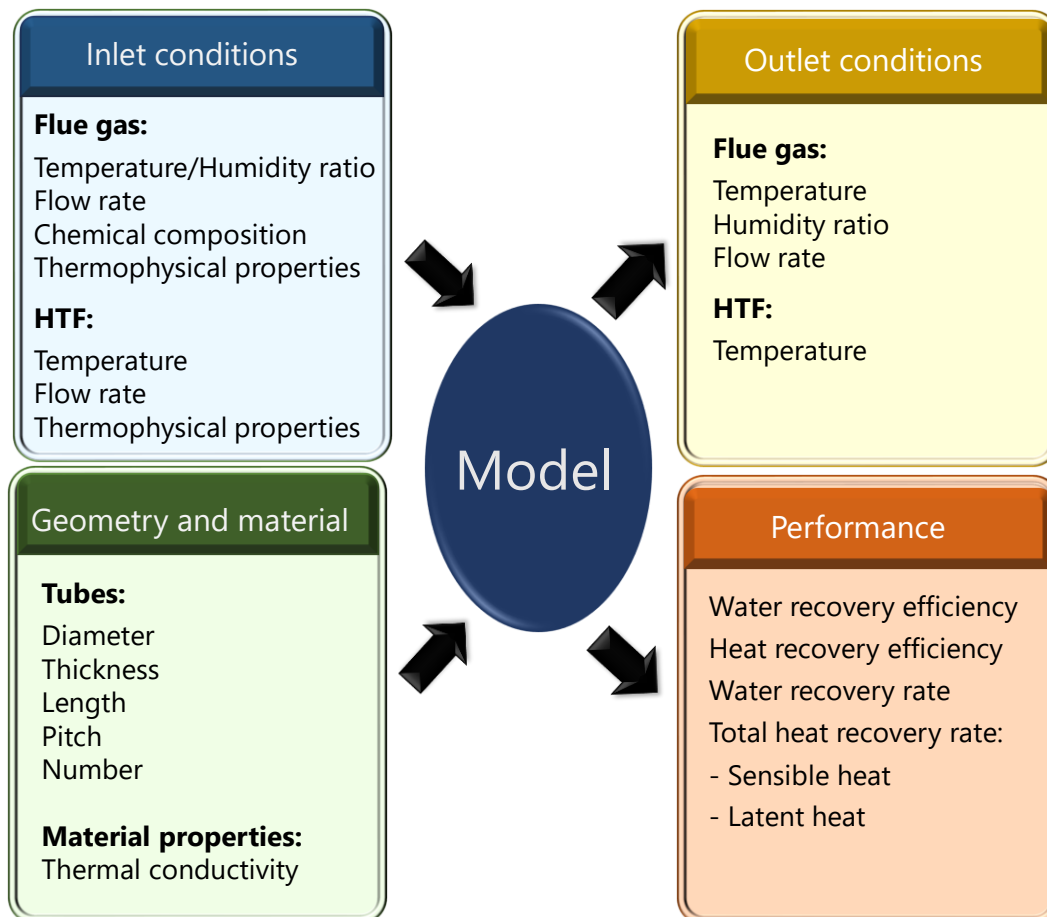 Inlet conditions
Flue gas:
Temperature/Humidity ratio
Flow rate
Chemical composition
Thermophysical properties
HTF:
Temperature
Flow rate
Thermophysical properties
Geometry and material
Tubes:
Diameter
Thickness
Length
Pitch
Number
Material properties:
Thermal conductivity
Model
Outlet conditions
Flue gas:
Temperature
Humidity ratio
Flow rate
HTF:
Temperature
Performance
Water recovery efficiency
Heat recovery efficiency
Water recovery rate
Total heat recovery rate:
- Sensible heat
- Latent heat